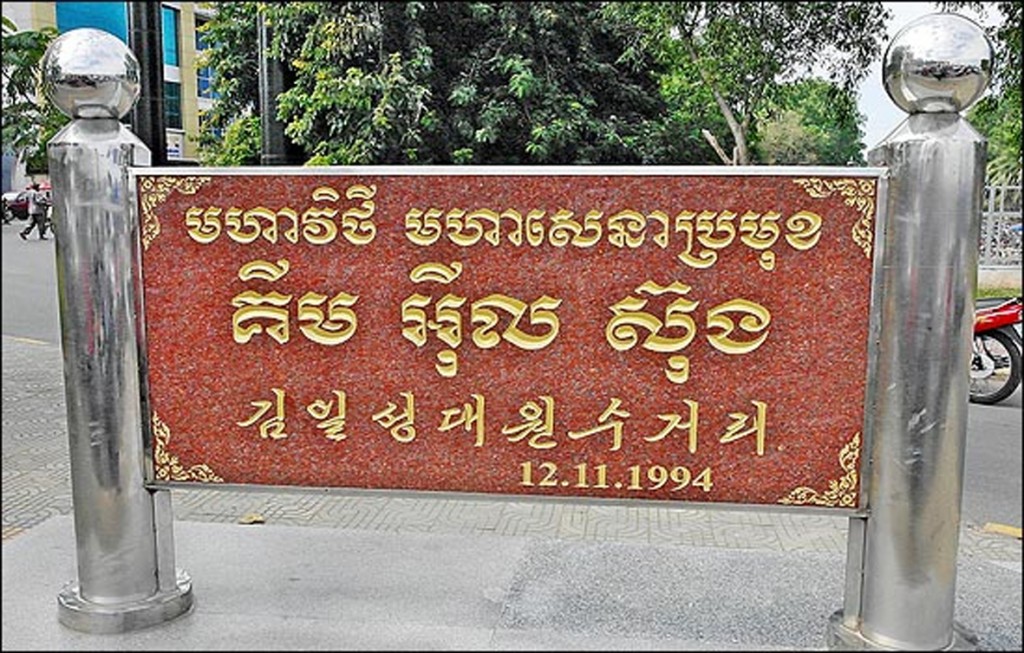 មហាវិថី មហាសេនាប្រមុខ
គីម អ៊ីល ស៊ុង
김일성대원수거리
12.11.1994